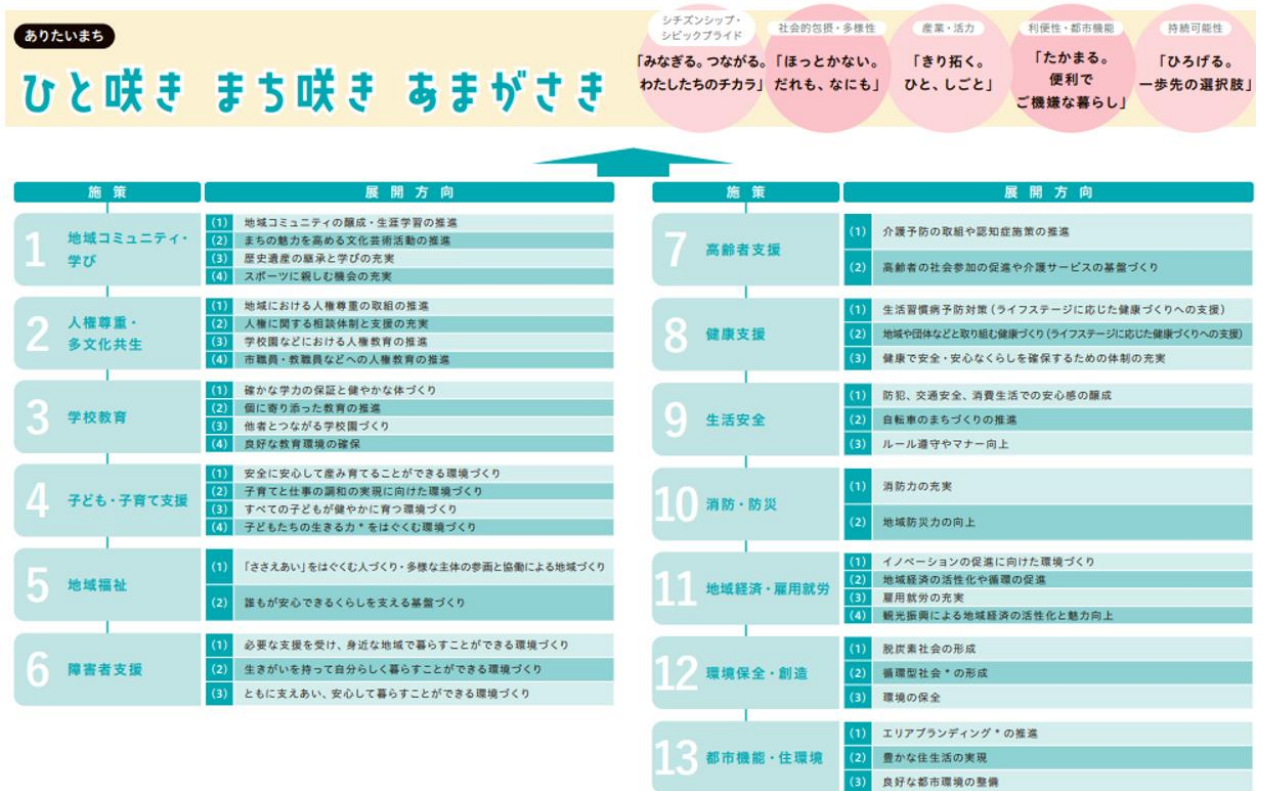 ありたいまち
ひと咲き まち咲き あまがさき
シチズンシップ・
シビックプライド
「みなぎる。つながる。
わたしたちのチカラ」
社会的包摂・多様性
「ほっとかない。
だれも、なにも」
産業・活力
「きり拓く。
ひと、しごと」
利便性・都市機能
「たかまる。
便利で
ご機嫌な暮らし」
持続可能性
「ひろげる。
一歩先の選択肢」
施策 展開方向
1 地域コミュニティ・
学び
(1) 地域コミュニティの醸成・生涯学習の推進
(2) まちの魅力を高める文化芸術活動の推進
(3) 歴史遺産の継承と学びの充実
(4) スポーツに親しむ機会の充実
2 人権尊重・
多文化共生
(1) 地域における人権尊重の取組の推進
(2) 人権に関する相談体制と支援の充実
(3) 学校園などにおける人権教育の推進
(4) 市職員・教職員などへの人権教育の推進
3 学校教育
(1) 確かな学力の保証と健やかな体づくり
(2) 個に寄り添った教育の推進
(3) 他者とつながる学校園づくり
(4) 良好な教育環境の確保
4 子ども・子育て支援
(1) 安全に安心して産み育てることができる環境づくり
(2) 子育てと仕事の調和の実現に向けた環境づくり
(3) すべての子どもが健やかに育つ環境づくり
(4) 子どもたちの生きる力*をはぐくむ環境づくり
5 地域福祉
(1) 「ささえあい」をはぐくむ人づくり・多様な主体の参画と協働による地域づくり
(2) 誰もが安心できるくらしを支える基盤づくり
6 障害者支援
(1) 必要な支援を受け、身近な地域で暮らすことができる環境づくり
(2) 生きがいを持って自分らしく暮らすことができる環境づくり
(3) ともに支えあい、安心して暮らすことができる環境づくり
施策 展開方向
7 高齢者支援
(1) 介護予防の取組や認知症施策の推進
(2) 高齢者の社会参加の促進や介護サービスの基盤づくり
8 健康支援
(1) 生活習慣病予防対策(ライフステージに応じた健康づくりへの支援)
(2) 地域や団体などと取り組む健康づくり(ライフステージに応じた健康づくりへの支援)
(3) 健康で安全・安心なくらしを確保するための体制の充実
9 生活安全
(1) 防犯、交通安全、消費生活での安心感の醸成
(2) 自転車のまちづくりの推進
(3) ルール遵守やマナー向上
10 消防・防災
(1) 消防力の充実
(2) 地域防災力の向上
11 地域経済・雇用就労
(1) イノベーションの促進に向けた環境づくり
(2) 地域経済の活性化や循環の促進
(3) 雇用就労の充実
(4) 観光振興による地域経済の活性化と魅力向上
12 環境保全・創造
(1) 脱炭素社会の形成
(2) 循環型社会*の形成
(3) 環境の保全
13 都市機能・住環境
(1) エリアブランディング*の推進
(2) 豊かな住生活の実現
(3) 良好な都市環境の整備